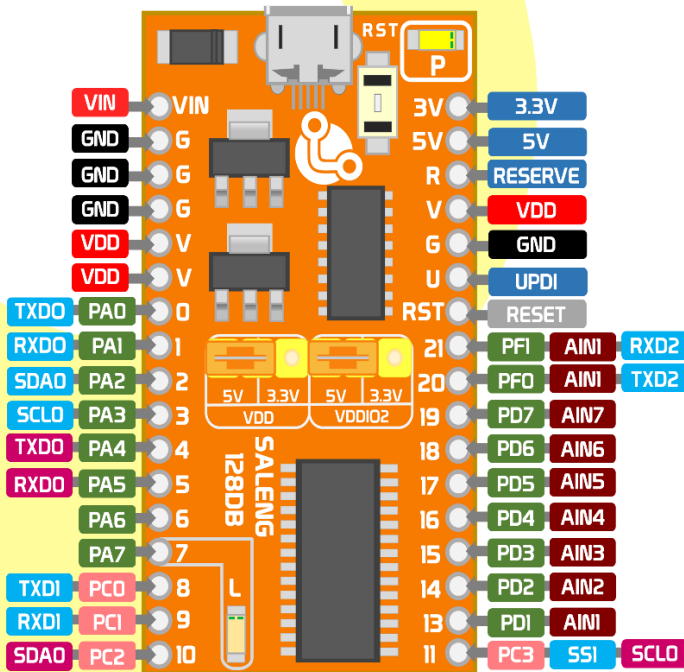 RST
P
VIN VIN 3V 3.3V
GND G 5V 5V
GND G R RESERVE
GND G V VDD
VDD V G GND
VDD V U UPDI
TXD0 PA0 0 RST RESET
RXD0 PA1 1 21 PF1 AIN1 RXD2
SDA0 PA2 2 20 PF0 AIN1 TXD2
SCL0 PA3 3 19 PD7 AIN7
5V 3.3V 5V 3.3V
VDD VDDIO2
TXD0 PA4 4 18 PD6 AIN6
RXD0 PA5 5 17 PD5 AIN5
SALENG
128DB
PA6 6 16 PD4 AIN4
PA7 7 15 PD3 AIN3
TXD1 PC0 8 L 14 PD2 AIN2
RXD1 PC1 9 13 PD1 AIN1
SDA0 PC2 10 11 PC3 SS1 SCL0